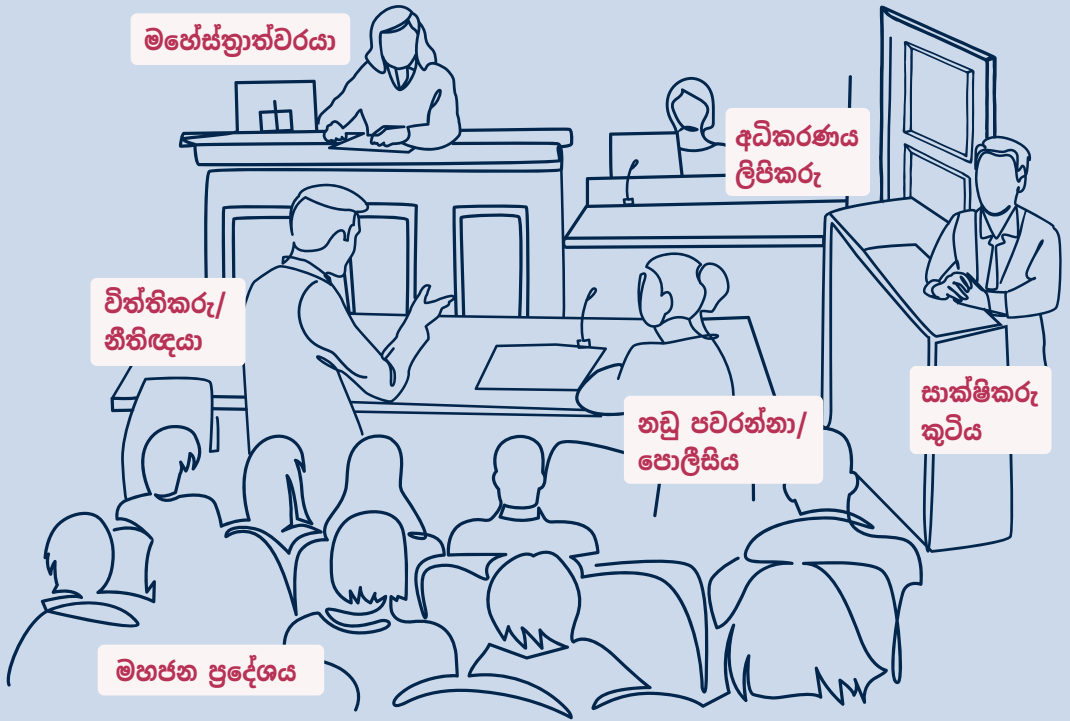 මහේස්ත්‍රාත්වරයා
අධිකරණය
ලිපිකරු
විත්තිකරු/
නීතිඥයා
සාක්ෂිකරු
කුටිය
නඩු පවරන්නා/
පොලීසිය
මහජන ප්‍රදේශය